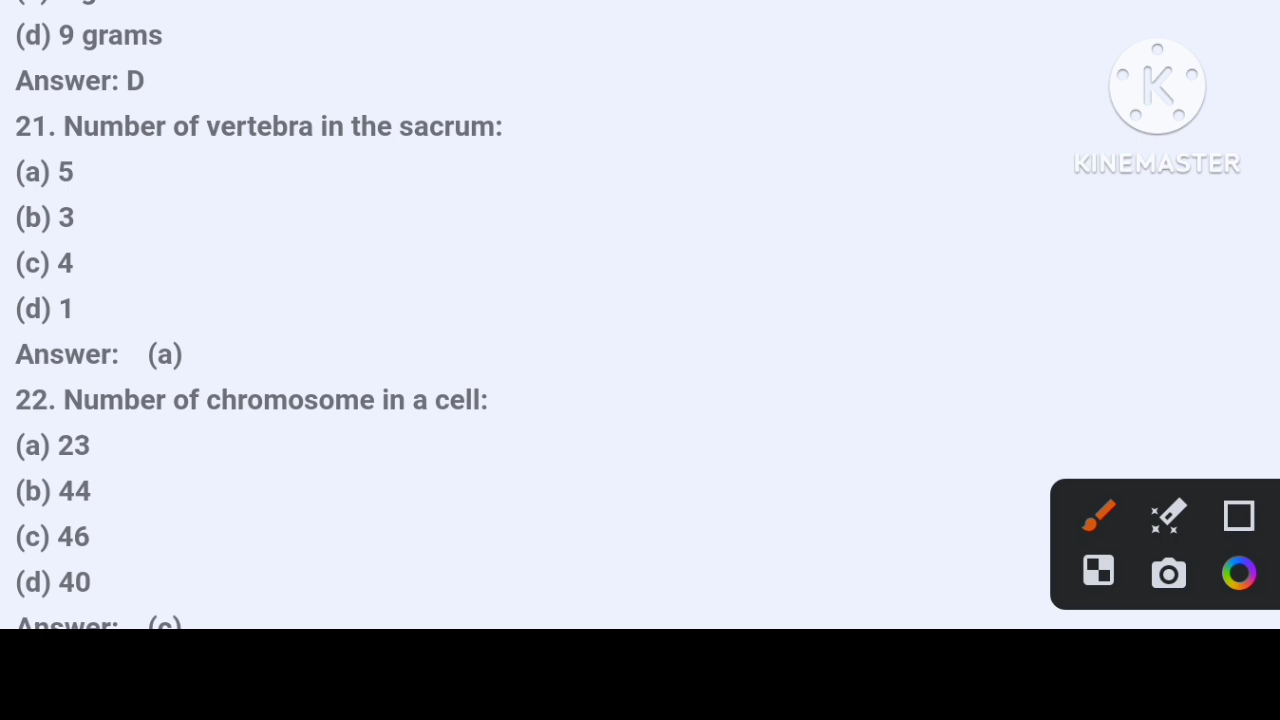 (d) 9 grams
Answer: D
21. Number of vertebra in the sacrum:
(a) 5
(b) 3
(c) 4
(d) 1
Answer: (a)
22. Number of chromosome in a cell:
(a) 23
(b) 44
(c) 46
(d) 40
Answer: (c)
K
KINEMASTER